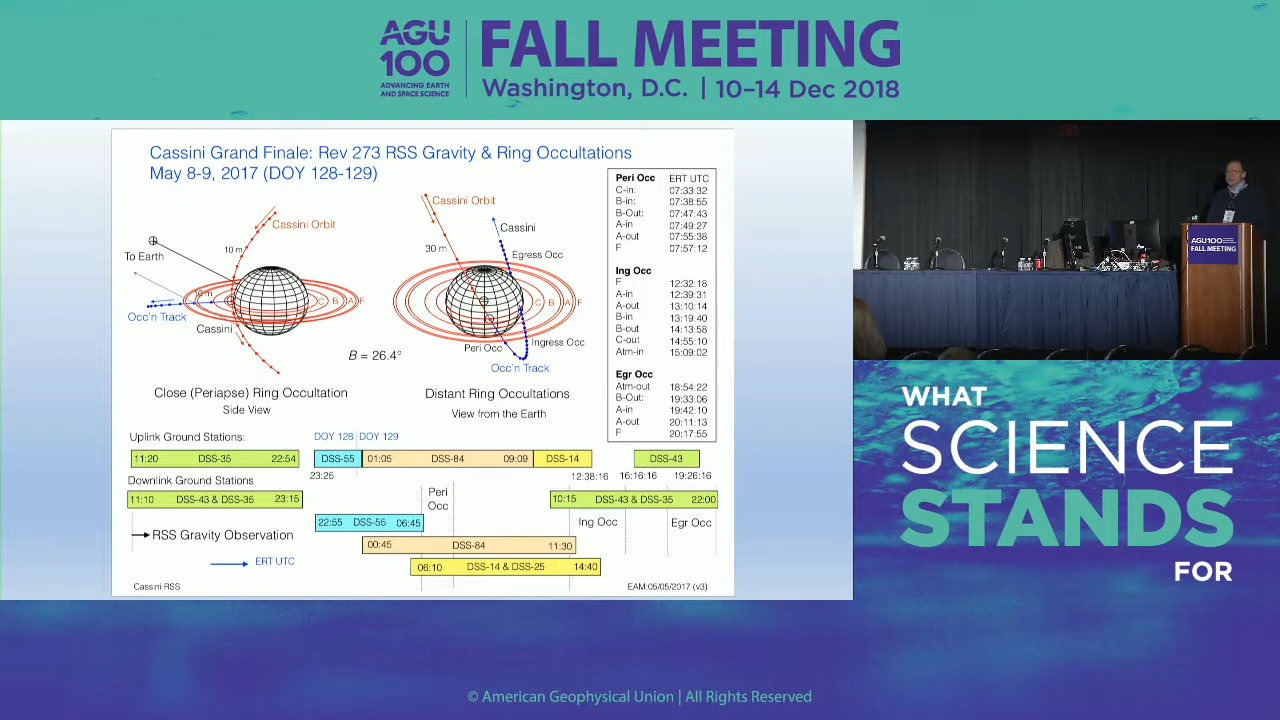 AGU
100
ADVANCING EARTH
AND SPACE SCIENCE
FALL MEETING
Washington, D.C. | 10–14 Dec 2018
Cassini Grand Finale: Rev 273 RSS Gravity & Ring Occultations
May 8-9, 2017 (DOY 128-129)
Cassini Orbit
10 m
To Earth
C B A F
Occ'n Track
Cassini
B = 26.4°
Close (Periapse) Ring Occultation
Side View
Cassini Orbit
Cassini
30 m
Egress Occ
C B A F
Peri Occ
Ingress Occ
Occ'n Track
Distant Ring Occultations
View from the Earth
Peri Occ ERT UTC
C-in: 07:33:32
B-in: 07:38:55
B-Out: 07:47:43
A-in 07:49:27
A-out 07:55:38
F 07:57:12
Ing Occ
F 12:32:18
A-in 12:39:31
A-out 13:10:14
B-in 13:19:40
B-out 14:13:58
C-out 14:55:10
Atm-in 15:09:02
Egr Occ
Atm-out 18:54:22
B-Out: 19:33.06
A-in 19:42:10
A-out 20:11:13
F 20:17:55
Uplink Ground Stations:
DOY 128 DOY 129
11:20 DSS-35 22:54
DSS-55
01:05 DSS-84 09:09
DSS-14
DSS-43
23:25
12:38:16
16:16:16
19:26:16
Downlink Ground Stations
11:10 DSS-43 & DSS-35 23:15
Peri
Occ
10:15 DSS-43 & DSS-35 22:00
22:55 DSS-55 06:45
Ing Occ
Egr Occ
RSS Gravity Observation
00:45 DSS-84 11:30
ERT UTC
06:10 DSS-14 & DSS-25 14:40
Cassini RSS
EAM:05/05/2017 (v3)
AGU100
FALL MEETING
WHAT
SCIENCE
STANDS
FOR
© American Geophysical Union | All Rights Reserved